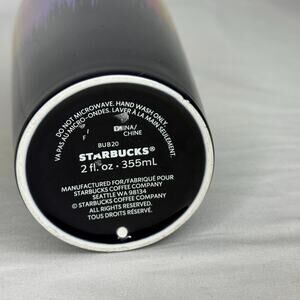 DO NOT MICROWAVE. HAND WASH ONLY.
VA PAS AU MICRO-ONDES. LAVER À LA MAIN SEULEMENT.
CHINA/
CHINE
BUB20
STARBUCKS®
2 fl. oz · 355mL
MANUFACTURED FOR/FABRIQUÉ POUR
STARBUCKS COFFEE COMPANY
SEATTLE WA 98134
© STARBUCKS COFFEE COMPANY
ALL RIGHTS RESERVED.
TOUS DROITS RÉSERVÉ.